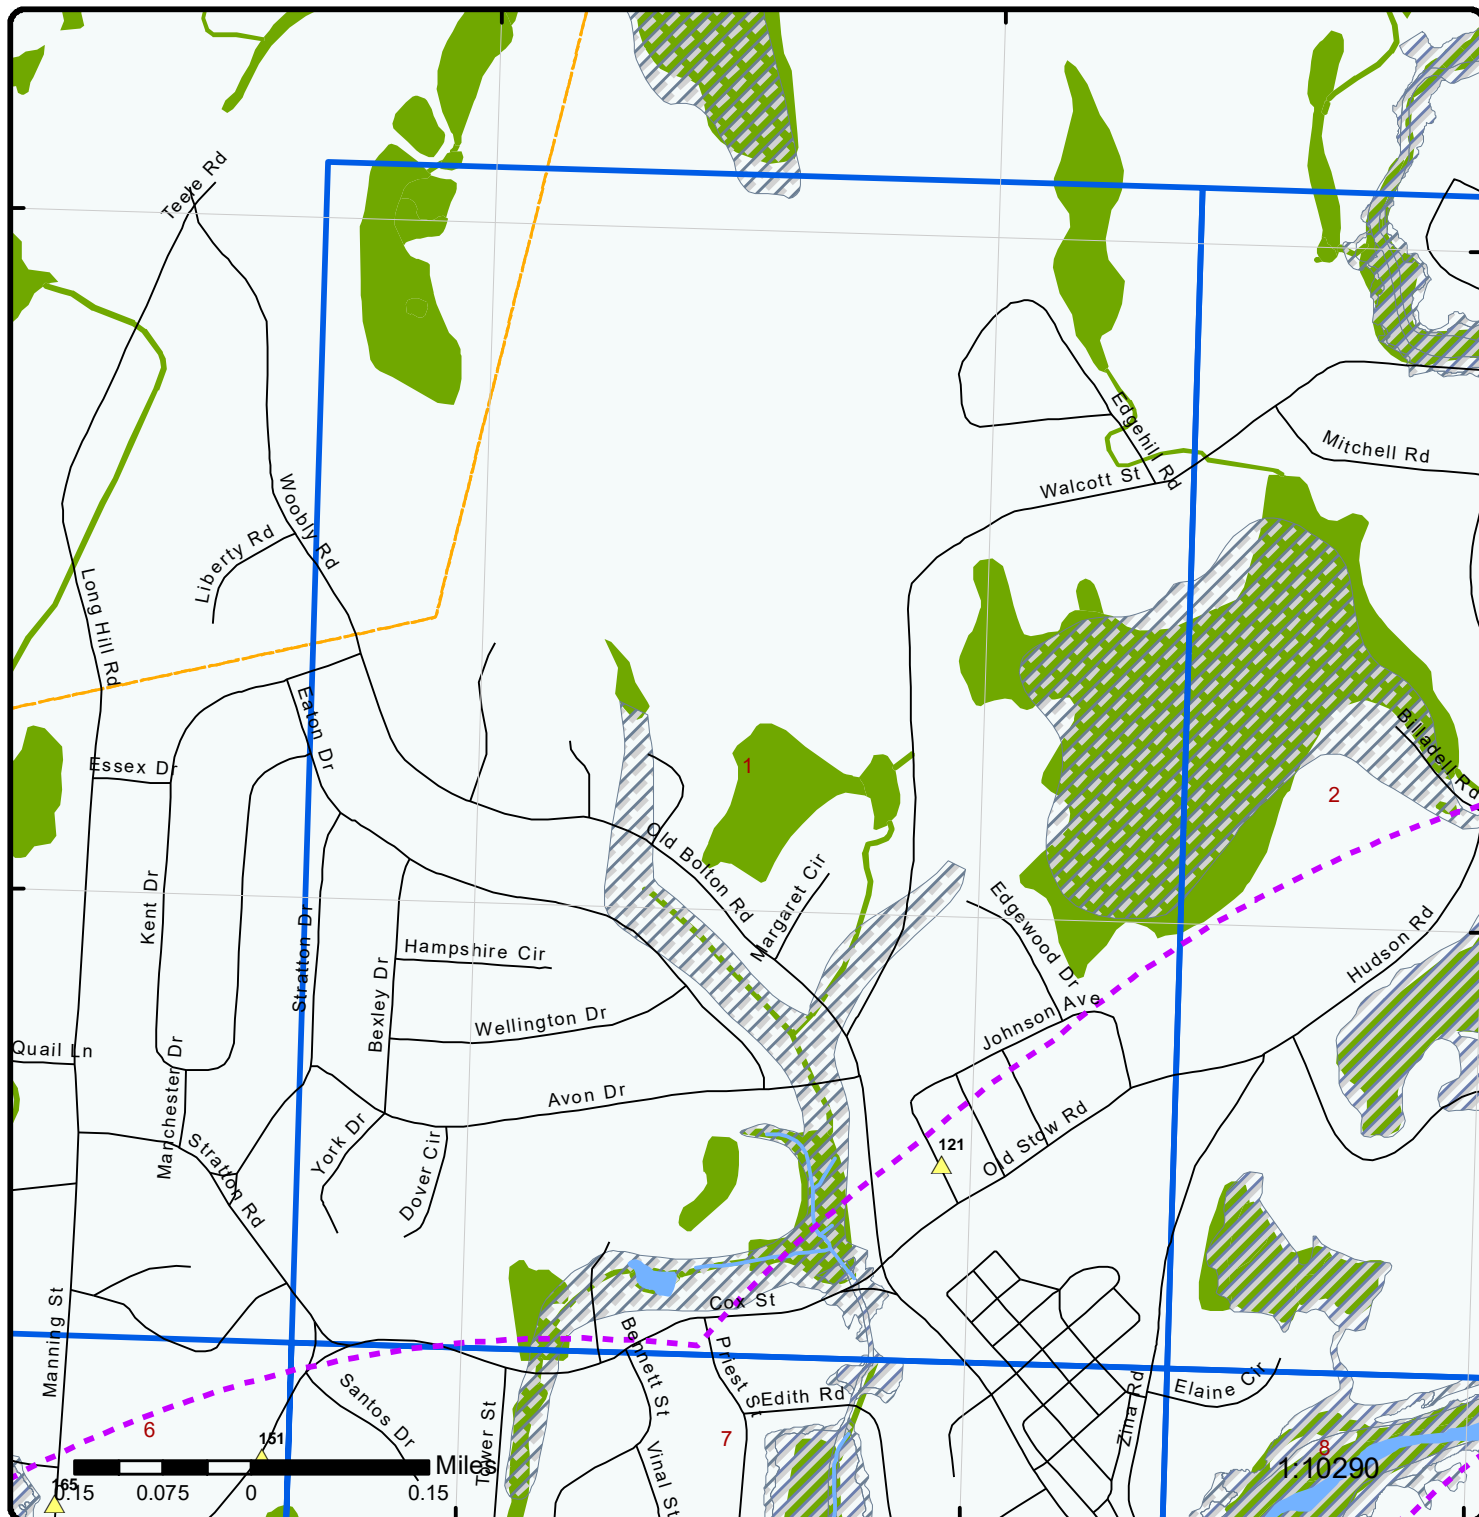 Teele Rd
Edgehill Rd
Mitchell Rd
Walcott St
Woobly Rd
Liberty Rd
Long Hill Rd
Eaton Dr
Billadell Rd
Essex Dr
1
2
Old Bolton Rd
Margaret Cir
Kent Dr
Stratton Dr
Edgewood Dr
Hudson Rd
Hampshire Cir
Bexley Dr
Wellington Dr
Johnson Ave
Quail Ln
Manchester Dr
Avon Dr
York Dr
Dover Cir
Stratton Rd
121
Old Stow Rd
Manning St
Cox St
Bennett St
Priest St
Edith Rd
Elaine Cir
Zina Rd
Santos Dr
Tower St
Vinal St
6
7
8
151
165
Miles
1:10290
0.15
0.075
0
0.15